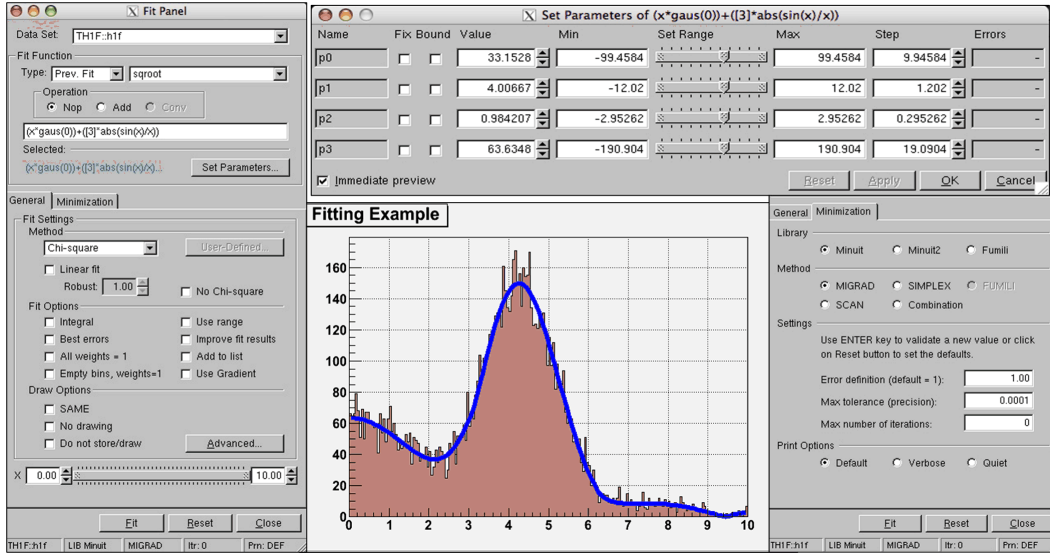 Fit Panel
Data Set: TH1F::h1f
Fit Function
Type: Prev. Fit sqroot
Operation
Nop Add Conv
(x*gaus(0))+([3]*abs(sin(x)/x))
Selected:
(x*gaus(0))+([3]*abs(sin(x)/x)... Set Parameters...
General Minimization
Fit Settings
Method
Chi-square User-Defined...
Linear fit
Robust: 1.00 No Chi-square
Fit Options
Integral Use range
Best errors Improve fit results
All weights = 1 Add to list
Empty bins, weights=1 Use Gradient
Draw Options
SAME
No drawing
Do not store/draw Advanced...
X 0.00 10.00
Fit Reset Close
TH1F::h1f LIB Minuit MIGRAD Itr: 0 Prn: DEF
Set Parameters of (x*gaus(0))+([3]*abs(sin(x)/x))
Name Fix Bound Value Min Set Range Max Step Errors
p0 33.1528 -99.4584 99.4584 9.94584 -
p1 4.00667 -12.02 12.02 1.202 -
p2 0.984207 -2.95262 2.95262 0.295262 -
p3 63.6348 -190.904 190.904 19.0904 -
Immediate preview Reset Apply OK Cancel
Fitting Example
160
140
120
100
80
60
40
20
0
0 1 2 3 4 5 6 7 8 9 10
General Minimization
Library
Minuit Minuit2 Fumili
Method
MIGRAD SIMPLEX FUMILI
SCAN Combination
Settings
Use ENTER key to validate a new value or click
on Reset button to set the defaults.
Error definition (default = 1): 1.00
Max tolerance (precision): 0.0001
Max number of iterations: 0
Print Options
Default Verbose Quiet
Fit Reset Close
TH1F::h1f LIB Minuit MIGRAD Itr: 0 Prn: DEF